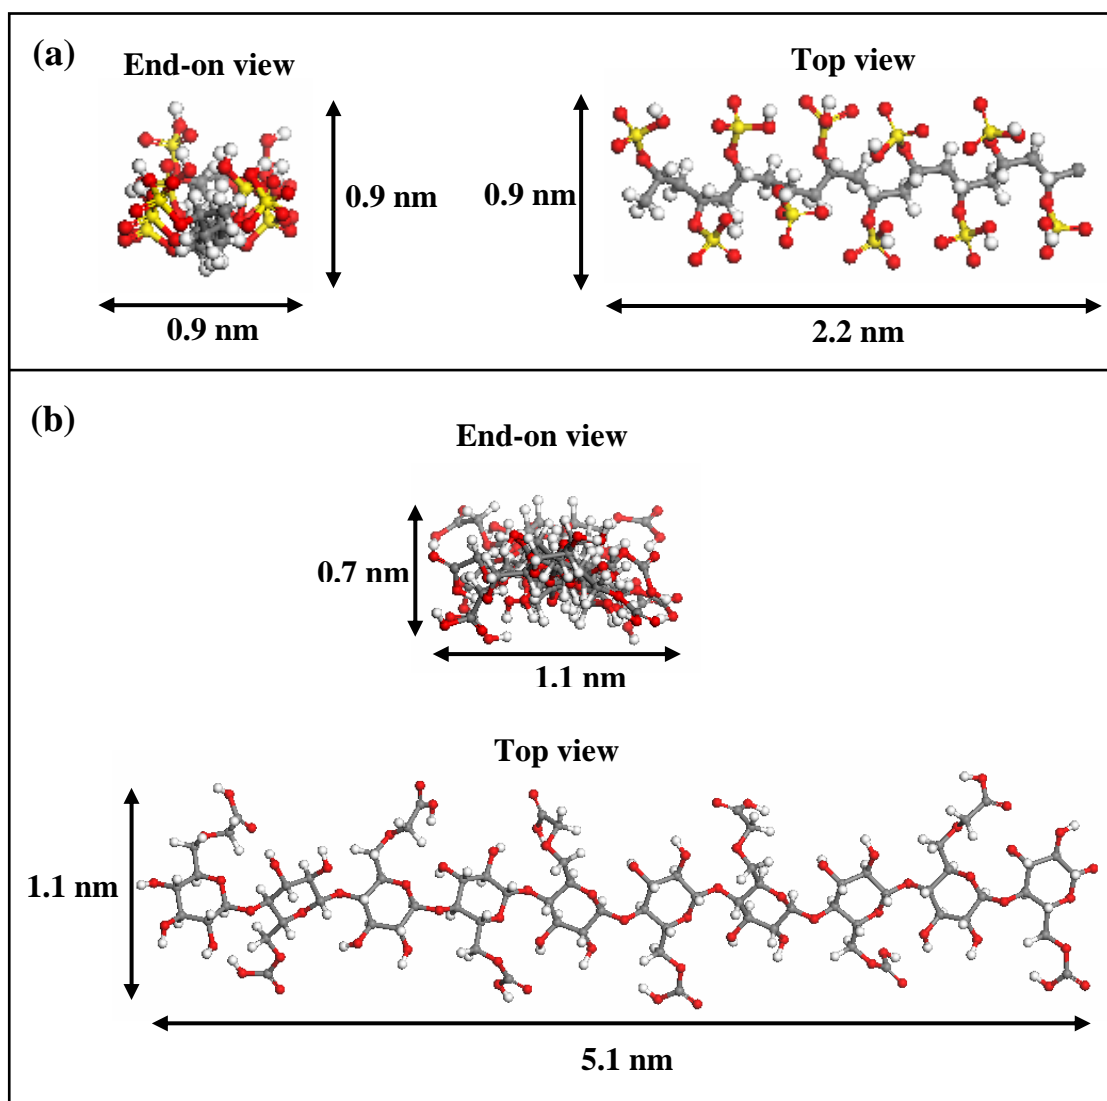 (a)
End-on view
Top view
0.9 nm
0.9 nm
0.9 nm
2.2 nm
(b)
End-on view
0.7 nm
1.1 nm
Top view
1.1 nm
5.1 nm